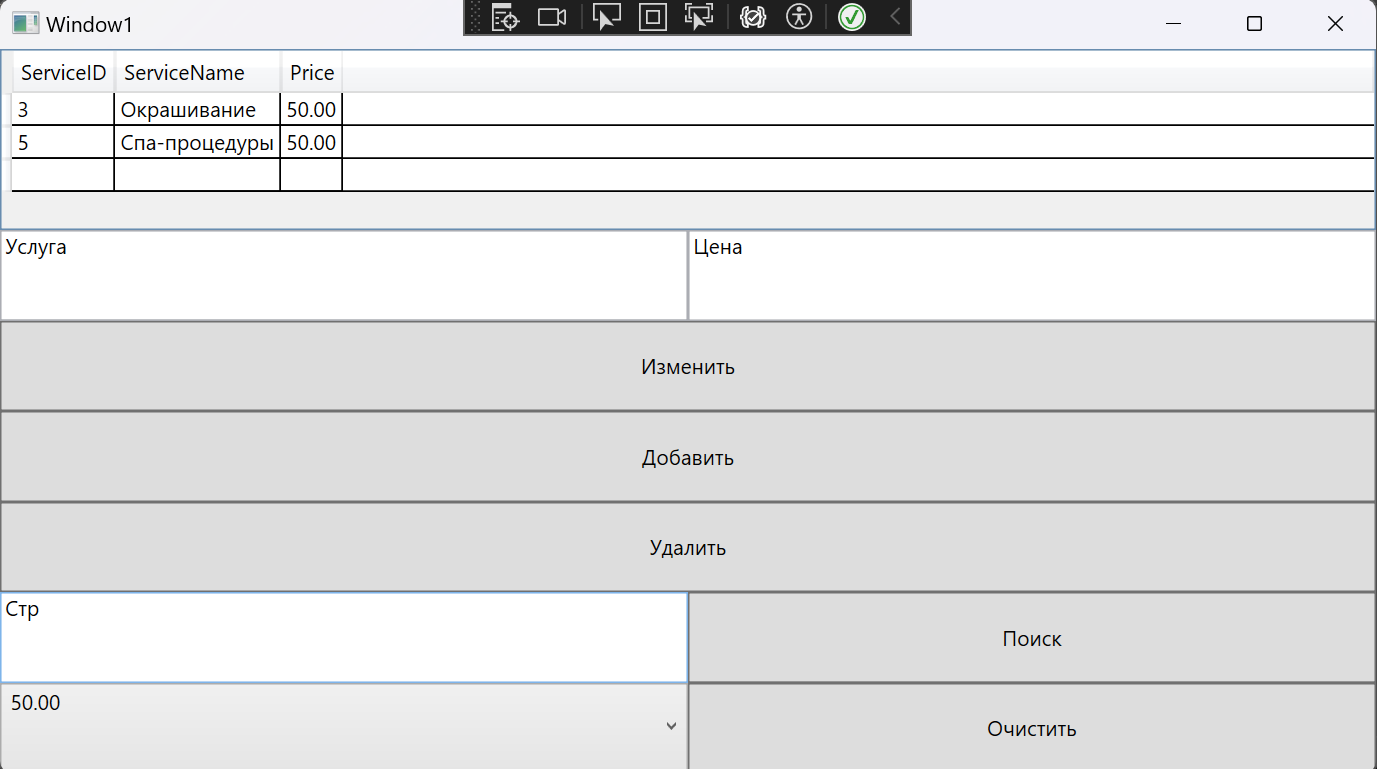 Window1
ServiceID ServiceName Price
3 Окрашивание 50.00
5 Спа-процедуры 50.00
Услуга Цена
Изменить
Добавить
Удалить
Стр Поиск
50.00 Очистить